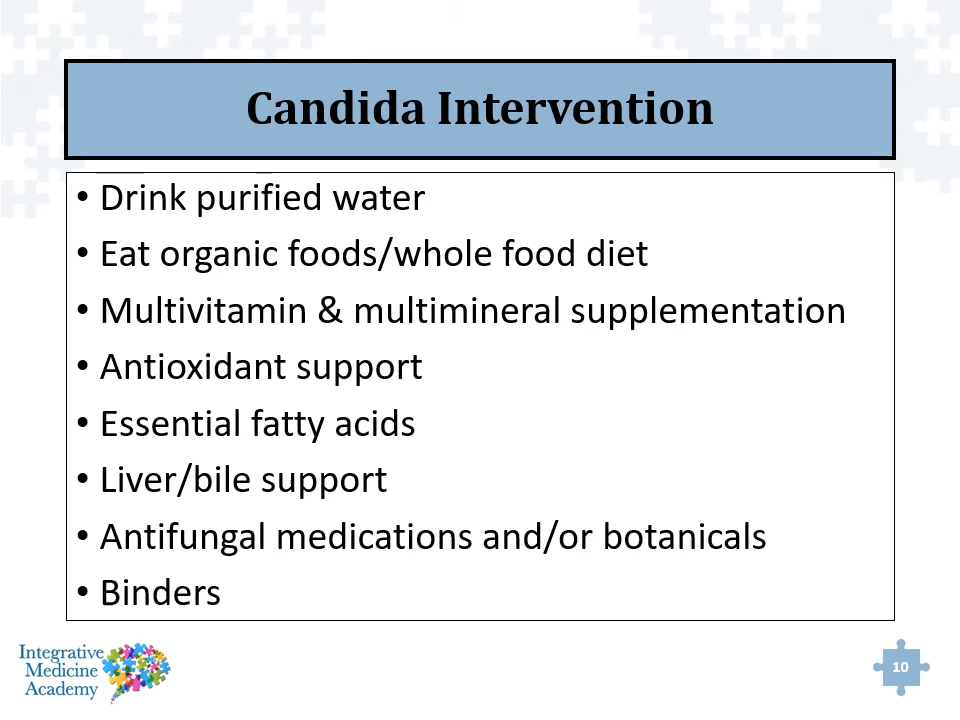 Candida Intervention
• Drink purified water
• Eat organic foods/whole food diet
• Multivitamin & multimineral supplementation
• Antioxidant support
• Essential fatty acids
• Liver/bile support
• Antifungal medications and/or botanicals
• Binders
Integrative
Medicine
Academy
10